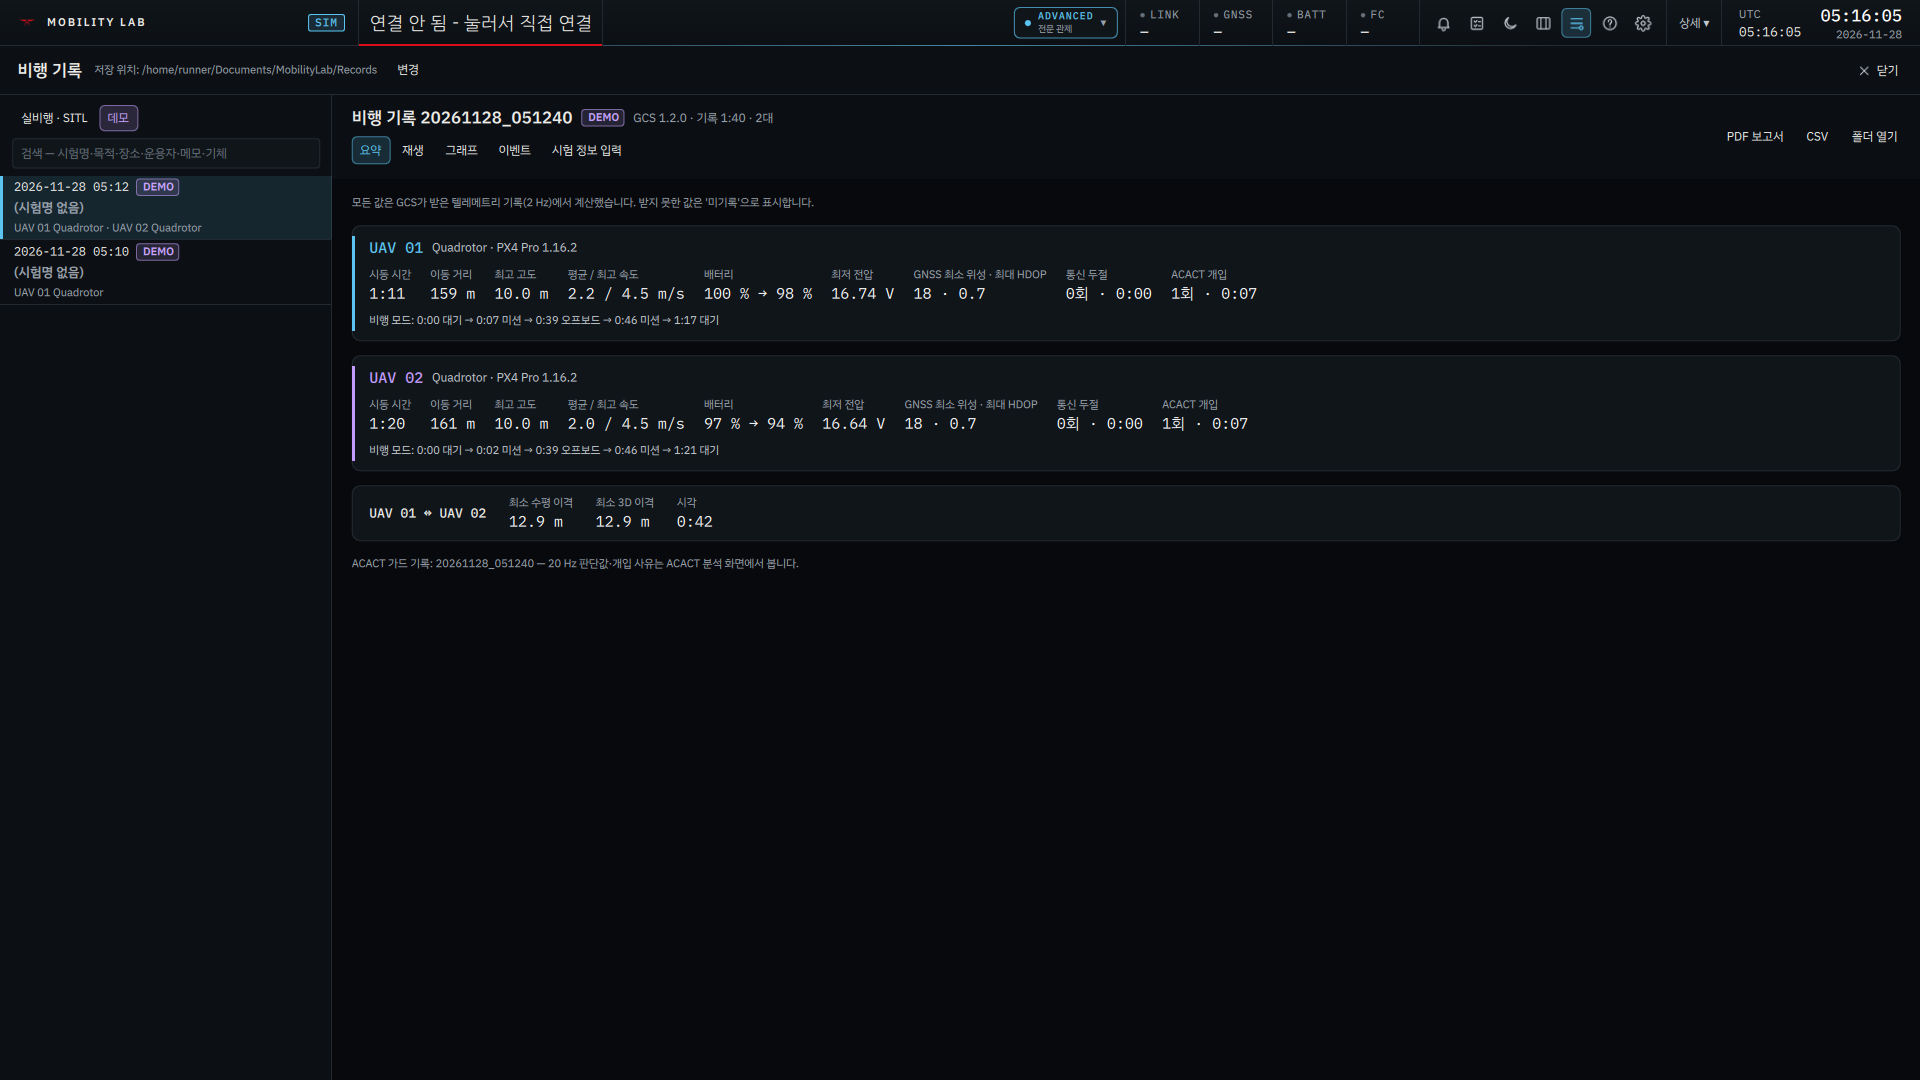 MOBILITY LAB
SIM
연결 안 됨 - 눌러서 직접 연결
ADVANCED
전문 관제
▼
LINK
—
GNSS
—
BATT
—
FC
—
상세 ▾
UTC
05:16:05
05:16:05
2026-11-28
비행 기록 저장 위치: /home/runner/Documents/MobilityLab/Records 변경
닫기
실비행 · SITL 데모
검색 — 시험명·목적·장소·운용자·메모·기체
2026-11-28 05:12 DEMO
(시험명 없음)
UAV 01 Quadrotor · UAV 02 Quadrotor
2026-11-28 05:10 DEMO
(시험명 없음)
UAV 01 Quadrotor
비행 기록 20261128_051240 DEMO GCS 1.2.0 · 기록 1:40 · 2대
요약 재생 그래프 이벤트 시험 정보 입력
PDF 보고서 CSV 폴더 열기
모든 값은 GCS가 받은 텔레메트리 기록(2 Hz)에서 계산했습니다. 받지 못한 값은 '미기록'으로 표시합니다.
UAV 01 Quadrotor · PX4 Pro 1.16.2
시동 시간 이동 거리 최고 고도 평균 / 최고 속도 배터리 최저 전압 GNSS 최소 위성 · 최대 HDOP 통신 두절 ACACT 개입
1:11 159 m 10.0 m 2.2 / 4.5 m/s 100 % → 98 % 16.74 V 18 · 0.7 0회 · 0:00 1회 · 0:07
비행 모드: 0:00 대기 → 0:07 미션 → 0:39 오프보드 → 0:46 미션 → 1:17 대기
UAV 02 Quadrotor · PX4 Pro 1.16.2
시동 시간 이동 거리 최고 고도 평균 / 최고 속도 배터리 최저 전압 GNSS 최소 위성 · 최대 HDOP 통신 두절 ACACT 개입
1:20 161 m 10.0 m 2.0 / 4.5 m/s 97 % → 94 % 16.64 V 18 · 0.7 0회 · 0:00 1회 · 0:07
비행 모드: 0:00 대기 → 0:02 미션 → 0:39 오프보드 → 0:46 미션 → 1:21 대기
UAV 01 ↔ UAV 02
최소 수평 이격 최소 3D 이격 시각
12.9 m 12.9 m 0:42
ACACT 가드 기록: 20261128_051240 — 20 Hz 판단값·개입 사유는 ACACT 분석 화면에서 봅니다.